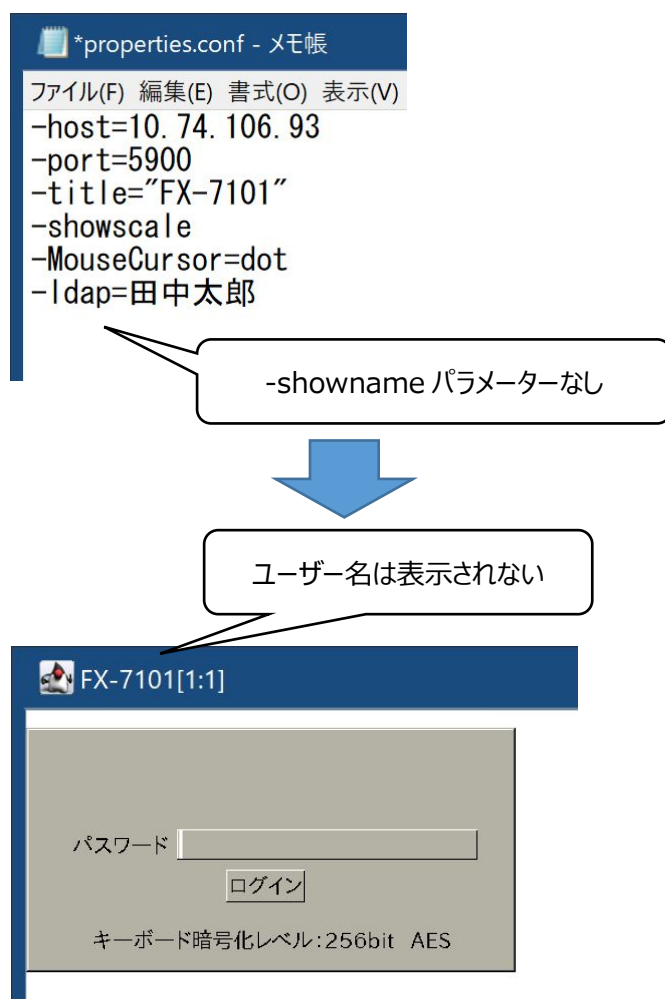 *properties.conf - メモ帳
ファイル(F) 編集(E) 書式(O) 表示(V)
-host=10.74.106.93
-port=5900
-title="FX-7101"
-showscale
-MouseCursor=dot
-ldap=田中太郎
-showname パラメーターなし
ユーザー名は表示されない
FX-7101[1:1]
パスワード
ログイン
キーボード暗号化レベル:256bit AES